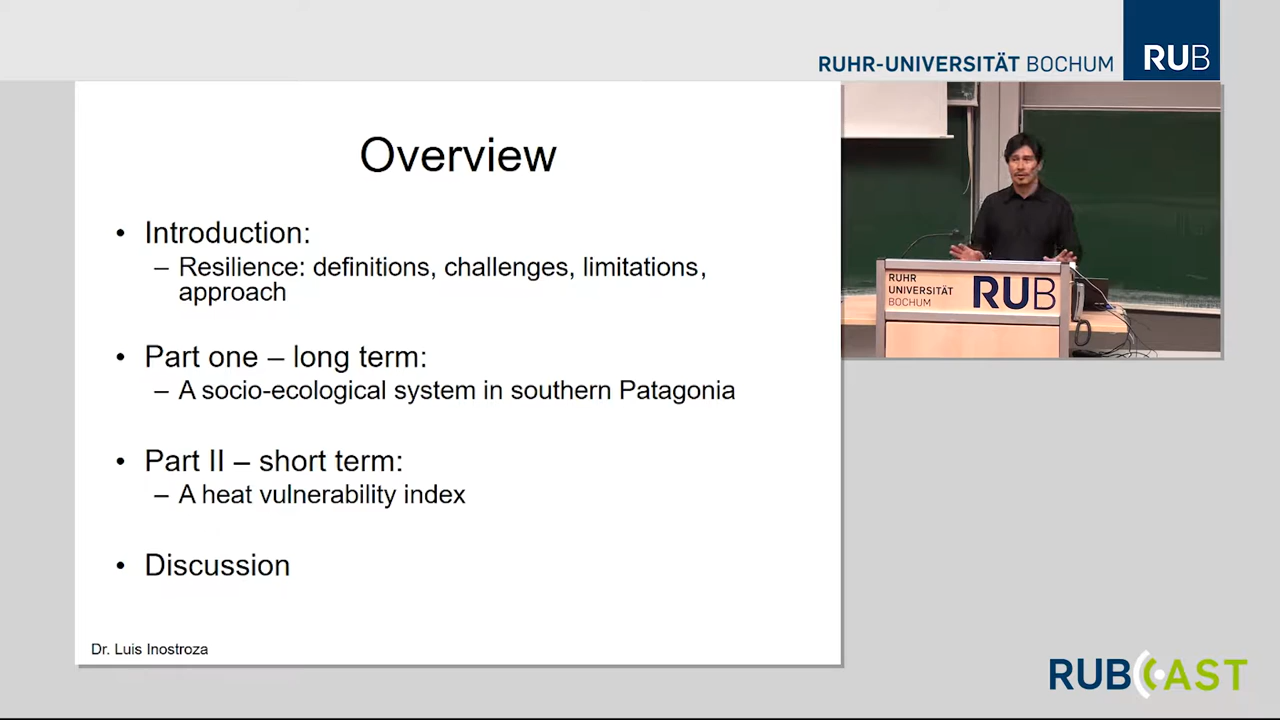 RUHR-UNIVERSITÄT BOCHUM
RUB
Overview
• Introduction:
– Resilience: definitions, challenges, limitations,
approach
• Part one – long term:
– A socio-ecological system in southern Patagonia
• Part II – short term:
– A heat vulnerability index
• Discussion
Dr. Luis Inostroza
RUHR
UNIVERSITÄT
BOCHUM
RUB
RUBCAST